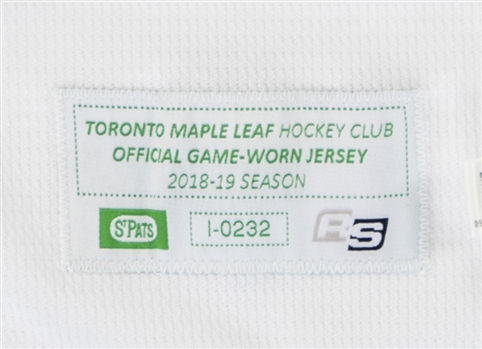 TORONTO MAPLE LEAF HOCKEY CLUB
OFFICIAL GAME-WORN JERSEY
2018-19 SEASON
ST PATS I-0232 RS